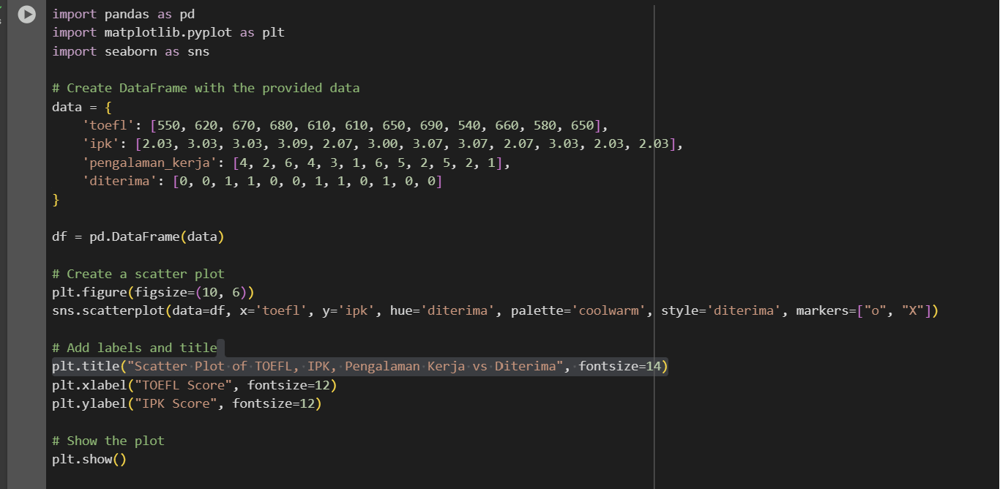 import pandas as pd
import matplotlib.pyplot as plt
import seaborn as sns

# Create DataFrame with the provided data
data = {
    'toefl': [550, 620, 670, 680, 610, 610, 650, 690, 540, 660, 580, 650],
    'ipk': [2.03, 3.03, 3.03, 3.09, 2.07, 3.00, 3.07, 3.07, 2.07, 3.03, 2.03, 2.03],
    'pengalaman_kerja': [4, 2, 6, 4, 3, 1, 6, 5, 2, 5, 2, 1],
    'diterima': [0, 0, 1, 1, 0, 0, 1, 1, 0, 1, 0, 0]
}

df = pd.DataFrame(data)

# Create a scatter plot
plt.figure(figsize=(10, 6))
sns.scatterplot(data=df, x='toefl', y='ipk', hue='diterima', palette='coolwarm', style='diterima', markers=["o", "X"])

# Add labels and title
plt.title("Scatter Plot of TOEFL, IPK, Pengalaman Kerja vs Diterima", fontsize=14)
plt.xlabel("TOEFL Score", fontsize=12)
plt.ylabel("IPK Score", fontsize=12)

# Show the plot
plt.show()